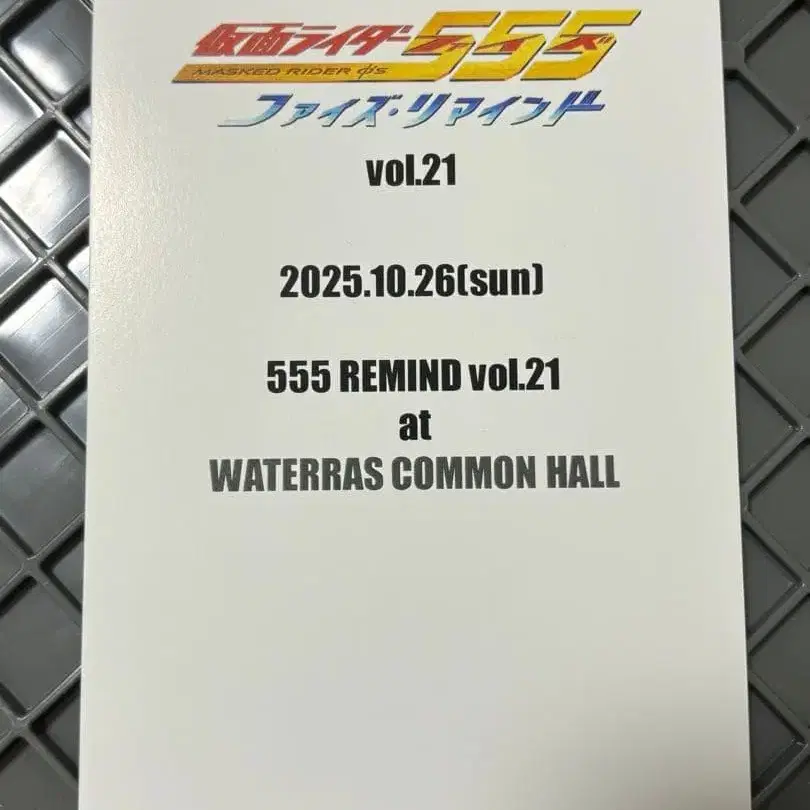 仮面ライダー555
ファイズ
MASKED RIDER φ's
ファイズ・リマインド
vol.21
2025.10.26(sun)
555 REMIND vol.21
at
WATERRAS COMMON HALL